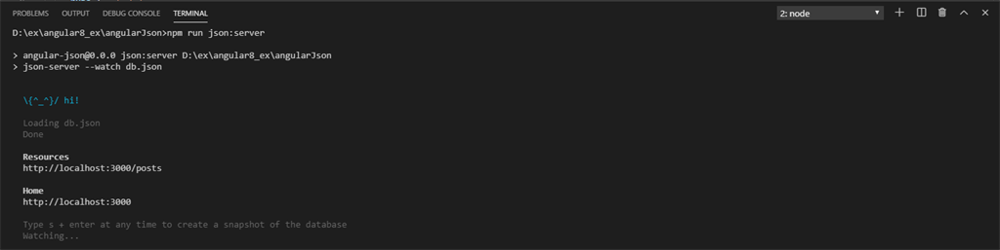 PROBLEMS OUTPUT DEBUG CONSOLE TERMINAL 2: node
D:\ex\angular8_ex\angularJson>npm run json:server
> angular-json@0.0.0 json:server D:\ex\angular8_ex\angularJson
> json-server --watch db.json
\{^_^}/ hi!
Loading db.json
Done
Resources
http://localhost:3000/posts
Home
http://localhost:3000
Type s + enter at any time to create a snapshot of the database
Watching...